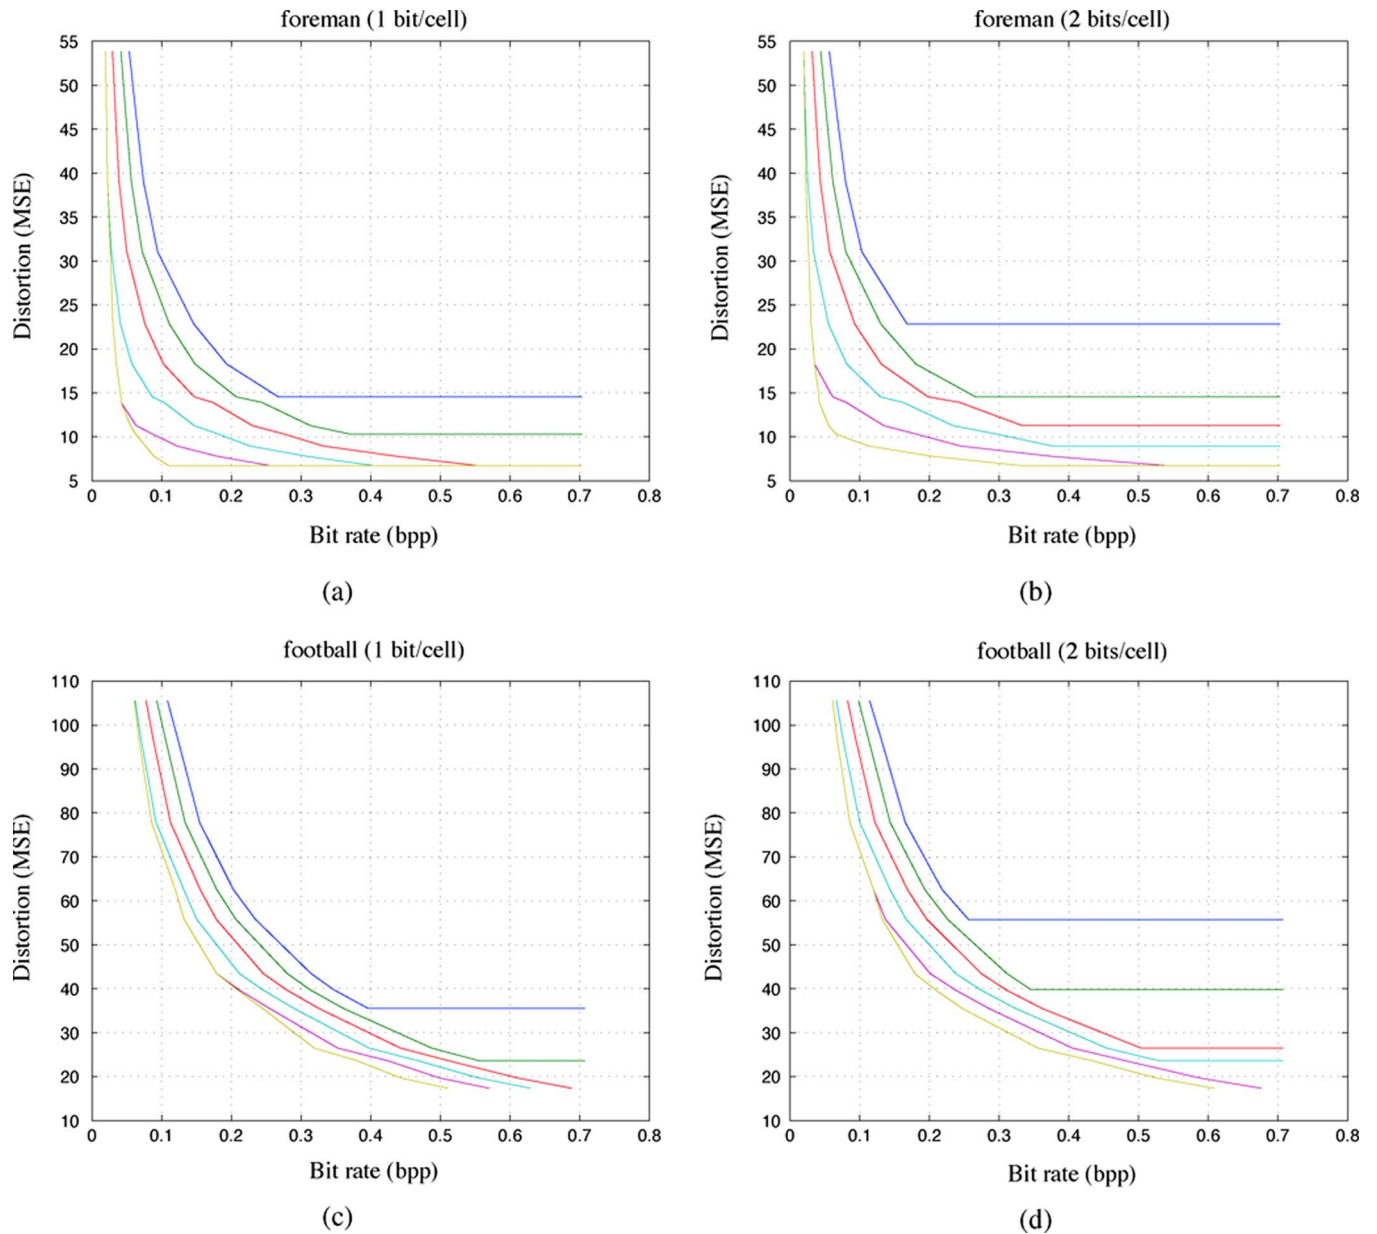 foreman (1 bit/cell)
55
50
45
40
35
30
25
20
15
10
5
0 0.1 0.2 0.3 0.4 0.5 0.6 0.7 0.8
Distortion (MSE)
Bit rate (bpp)
(a)
foreman (2 bits/cell)
55
50
45
40
35
30
25
20
15
10
5
0 0.1 0.2 0.3 0.4 0.5 0.6 0.7 0.8
Distortion (MSE)
Bit rate (bpp)
(b)
football (1 bit/cell)
110
100
90
80
70
60
50
40
30
20
10
0 0.1 0.2 0.3 0.4 0.5 0.6 0.7 0.8
Distortion (MSE)
Bit rate (bpp)
(c)
football (2 bits/cell)
110
100
90
80
70
60
50
40
30
20
10
0 0.1 0.2 0.3 0.4 0.5 0.6 0.7 0.8
Distortion (MSE)
Bit rate (bpp)
(d)